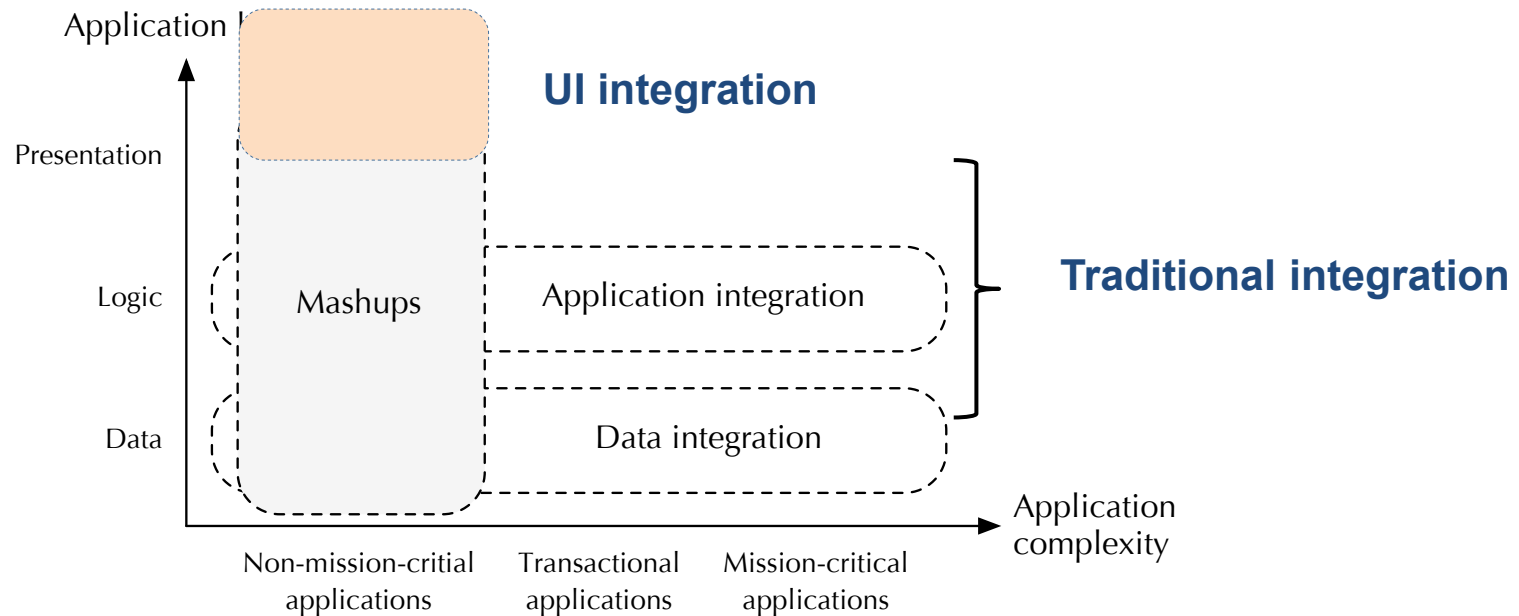 Application
UI integration
Presentation
Traditional integration
Logic
Mashups
Application integration
Data
Data integration
Application
complexity
Non-mission-critial
applications
Transactional
applications
Mission-critical
applications